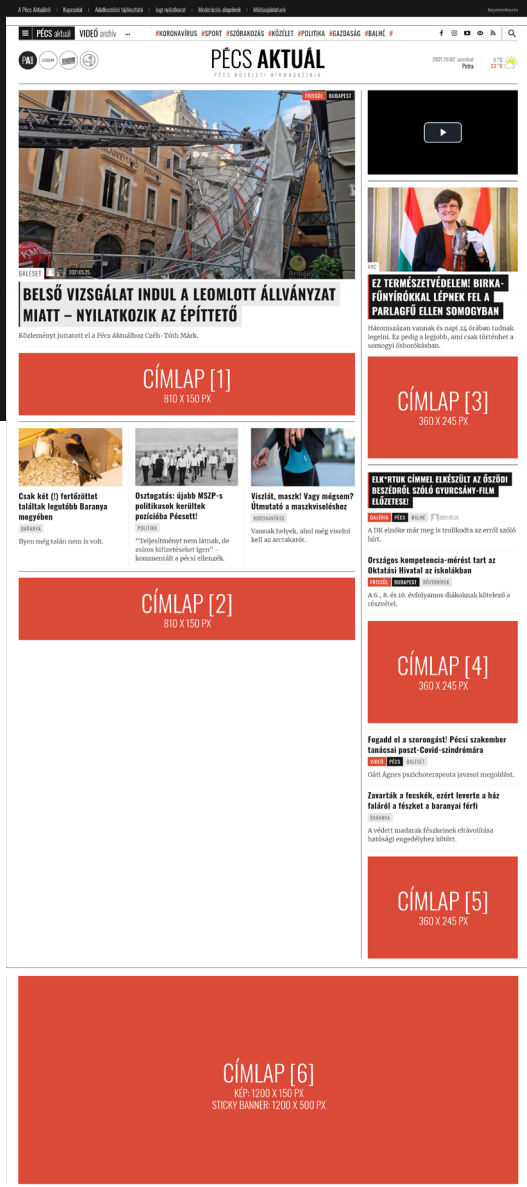 A Pécs Aktuálról
Kapcsolat
Adatkezelési tájékoztató
Jogi nyilatkozat
Moderációs alapelvek
Médiaajánlatunk
Bejelentkezés
PÉCS aktuál VIDEÓ archív ...
#KORONAVÍRUS #SPORT #SZÓRAKOZÁS #KÖZÉLET #POLITIKA #GAZDASÁG #BALHÉ #
PÉCS AKTUÁL
PÉCS KÖZÉLETI HÍRMAGAZINJA
2021.10.02. szombat
Petra
5 °C
23 °C
FRISSÜL BUDAPEST
BALESET
2021.05.25.
BELSŐ VIZSGÁLAT INDUL A LEOMLOTT ÁLLVÁNYZAT
MIATT – NYILATKOZIK AZ ÉPÍTTETŐ
Közleményt juttatott el a Pécs Aktuálhoz Czéh-Tóth Márk.
CÍMLAP [1]
810 X 150 PX
Csak két (!) fertőzöttet
találtak legutóbb Baranya
megyében
BARANYA
Ilyen még talán nem is volt.
Osztogatás: újabb MSZP-s
politikusok kerültek
pozícióba Pécsett!
POLITIKA
"Teljesítményt nem látnak, de
zsíros kifizetéseket igen" -
kommentált a pécsi ellenzék.
Viszlát, maszk! Vagy mégsem?
Útmutató a maszkviseléshez
KORONAVÍRUS
Vannak helyek, ahol még viselni
kell az arctakarót.
CÍMLAP [2]
810 X 150 PX
ARC
EZ TERMÉSZETVÉDELEM! BIRKA-
FŰNYÍRÓKKAL LÉPNEK FEL A
PARLAGFŰ ELLEN SOMOGYBAN
Háromszázan vannak és napi 24 órában tudnak
legelni. Ez pedig a legjobb, ami csak történhet a
somogyi ősborókásban.
CÍMLAP [3]
360 X 245 PX
ELK*RTUK CÍMMEL ELKÉSZÜLT AZ ŐSZÖDI
BESZÉDRŐL SZÓLÓ GYURCSÁNY-FILM
ELŐZETESE!
GALÉRIA PÉCS BALHÉ
A DK elnöke már meg is trollkodta az erről szóló
hírt.
Országos kompetencia-mérést tart az
Oktatási Hivatal az iskolákban
FRISSÜL BUDAPEST RÖVIDHÍREK
A 6., 8. és 10. évfolyamos diákoknak kötelező a
részvétel.
CÍMLAP [4]
360 X 245 PX
Fogadd el a szorongást! Pécsi szakember
tanácsai poszt-Covid-szindrómára
VIDEÓ PÉCS BALESET
Gáti Ágnes pszichoterapeuta javasol megoldást.
Zavarták a fecskék, ezért leverte a ház
faláról a fészket a baranyai férfi
BARANYA
A védett madarak fészkeinek eltávolítása
hatósági engedélyhez kötött.
CÍMLAP [5]
360 X 245 PX
CÍMLAP [6]
KÉP: 1200 X 150 PX
STICKY BANNER: 1200 X 500 PX